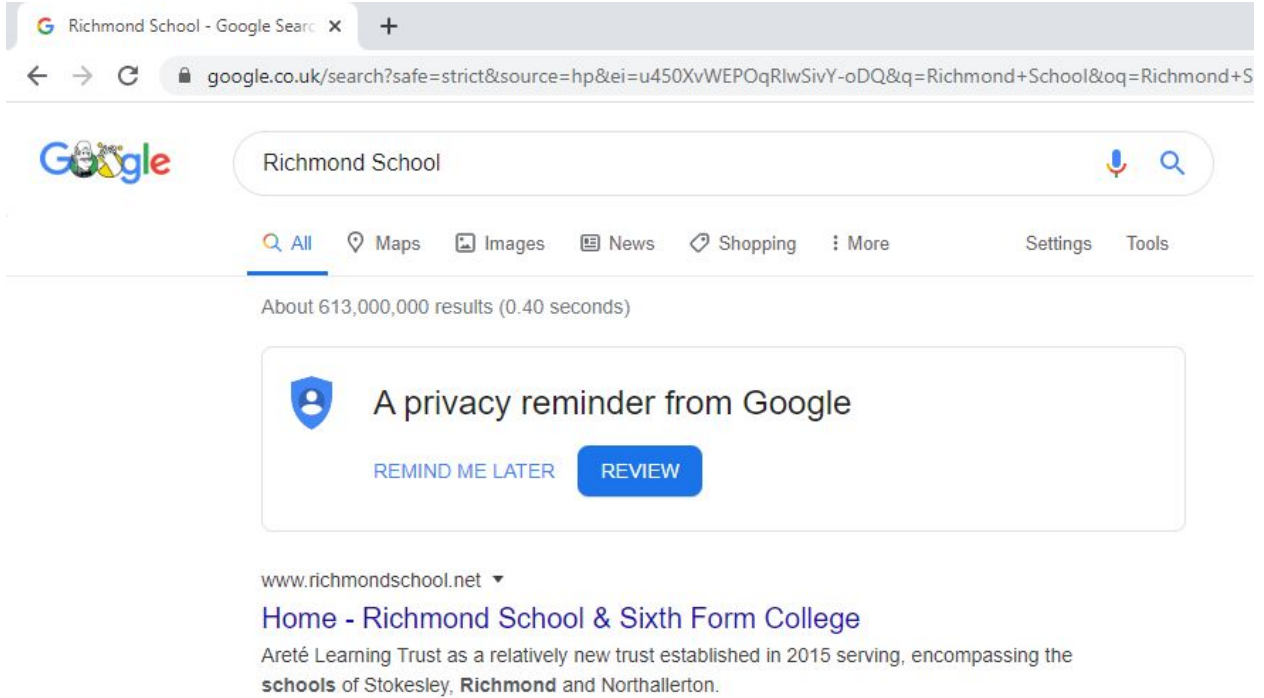 Richmond School - Google Searc
google.co.uk/search?safe=strict&source=hp&ei=u450XvWEPOqRlwSivY-oDQ&q=Richmond+School&oq=Richmond+S
Google
Richmond School
All Maps Images News Shopping More Settings Tools
About 613,000,000 results (0.40 seconds)
A privacy reminder from Google
REMIND ME LATER REVIEW
www.richmondschool.net
Home - Richmond School & Sixth Form College
Areté Learning Trust as a relatively new trust established in 2015 serving, encompassing the
schools of Stokesley, Richmond and Northallerton.